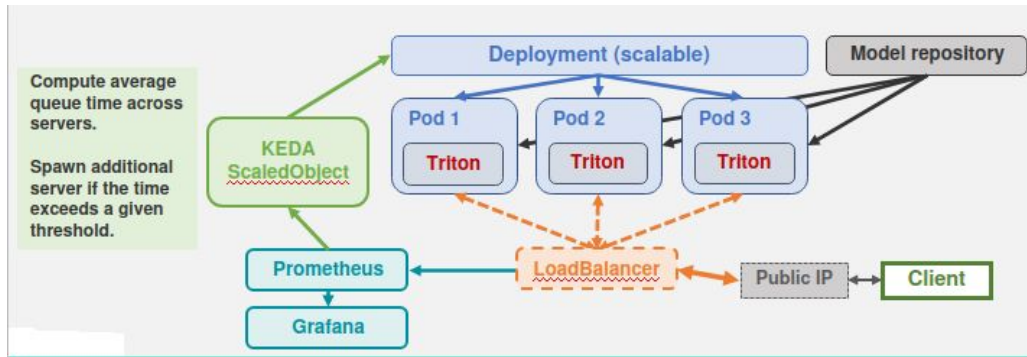 Deployment (scalable)
Model repository
Compute average
queue time across
servers.
Spawn additional
server if the time
exceeds a given
threshold.
KEDA
ScaledObject
Pod 1
Triton
Pod 2
Triton
Pod 3
Triton
Prometheus
Grafana
LoadBalancer
Public IP
Client